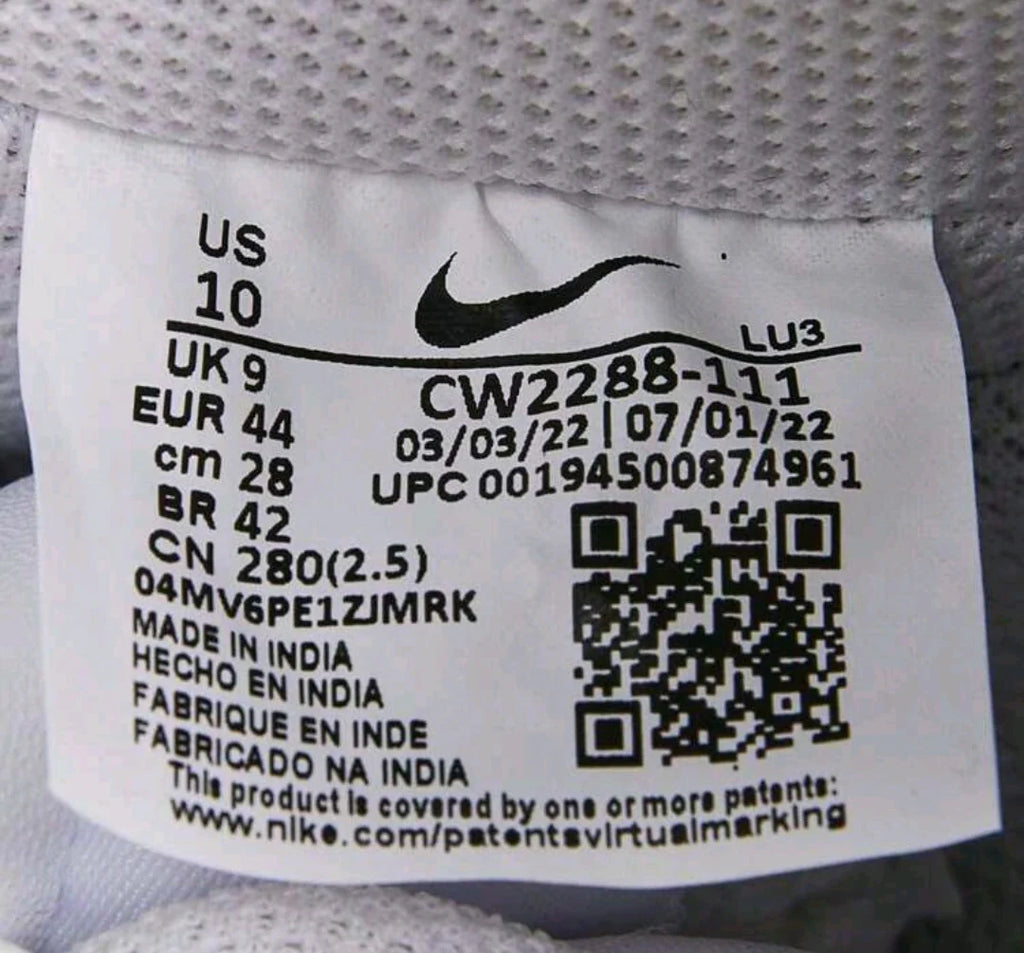 US
10
LU3
UK 9
EUR 44
cm 28
BR 42
CN 280(2.5)
04MV6PE1ZJMRK
CW2288-111
03/03/22 | 07/01/22
UPC 00194500874961
MADE IN INDIA
HECHO EN INDIA
FABRIQUE EN INDE
FABRICADO NA INDIA
This product is covered by one or more patents:
www.nike.com/patentsvirtualmarking